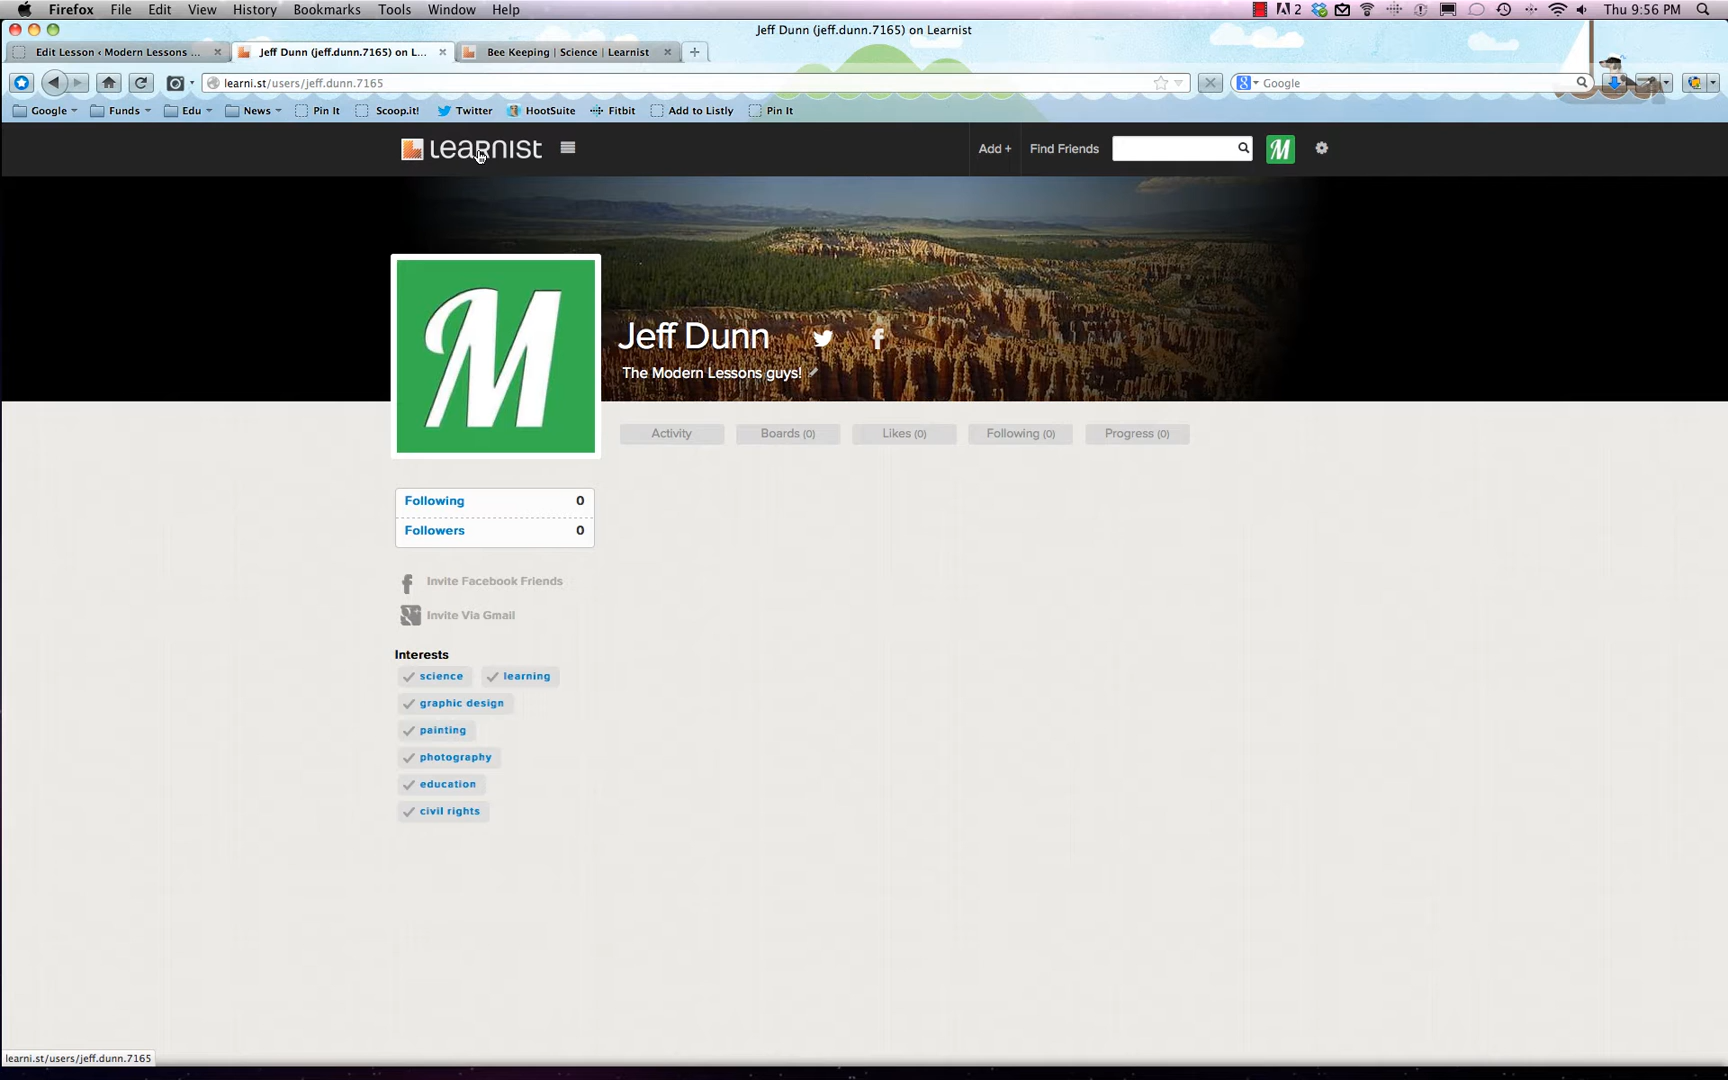 Firefox File Edit View History Bookmarks Tools Window Help 2 Thu 9:56 PM
Jeff Dunn (jeff.dunn.7165) on Learnist
Edit Lesson ‹ Modern Lessons ... Jeff Dunn (jeff.dunn.7165) on L... Bee Keeping | Science | Learnist
learni.st/users/jeff.dunn.7165 Google
Google Funds Edu News Pin It Scoop.it! Twitter HootSuite Fitbit Add to Listly Pin It
Learnist Add + Find Friends M
M
Jeff Dunn
The Modern Lessons guys!
Activity Boards (0) Likes (0) Following (0) Progress (0)
Following 0
Followers 0
Invite Facebook Friends
Invite Via Gmail
Interests
science learning
graphic design
painting
photography
education
civil rights
learni.st/users/jeff.dunn.7165